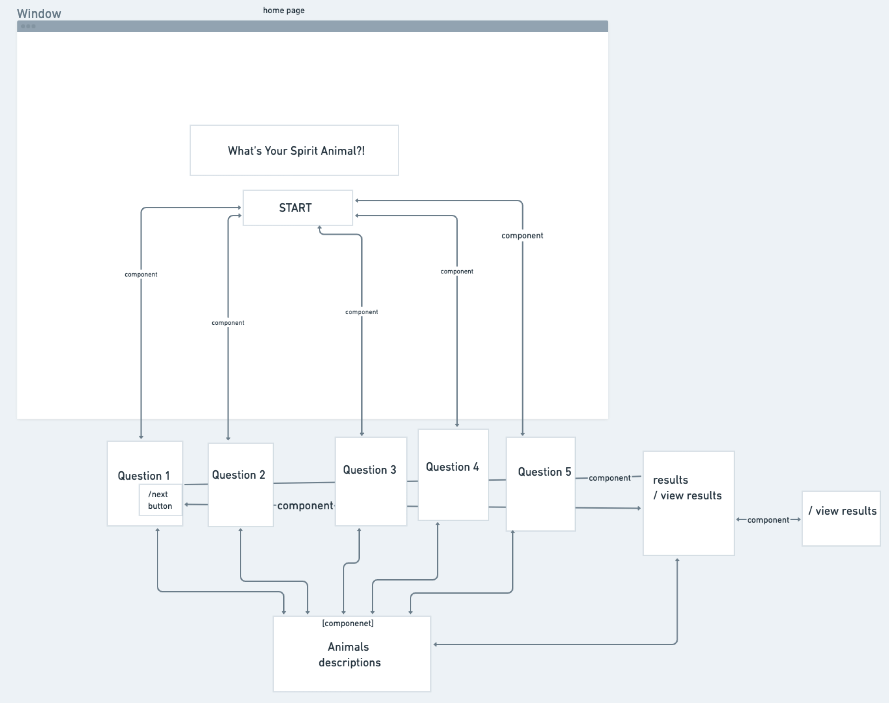 Window
home page
What's Your Spirit Animal?!
START
component
component
component
component
component
Question 1
/next
button
Question 2
Question 3
Question 4
Question 5
component
component
results
/ view results
component
/ view results
[componenet]
Animals
descriptions